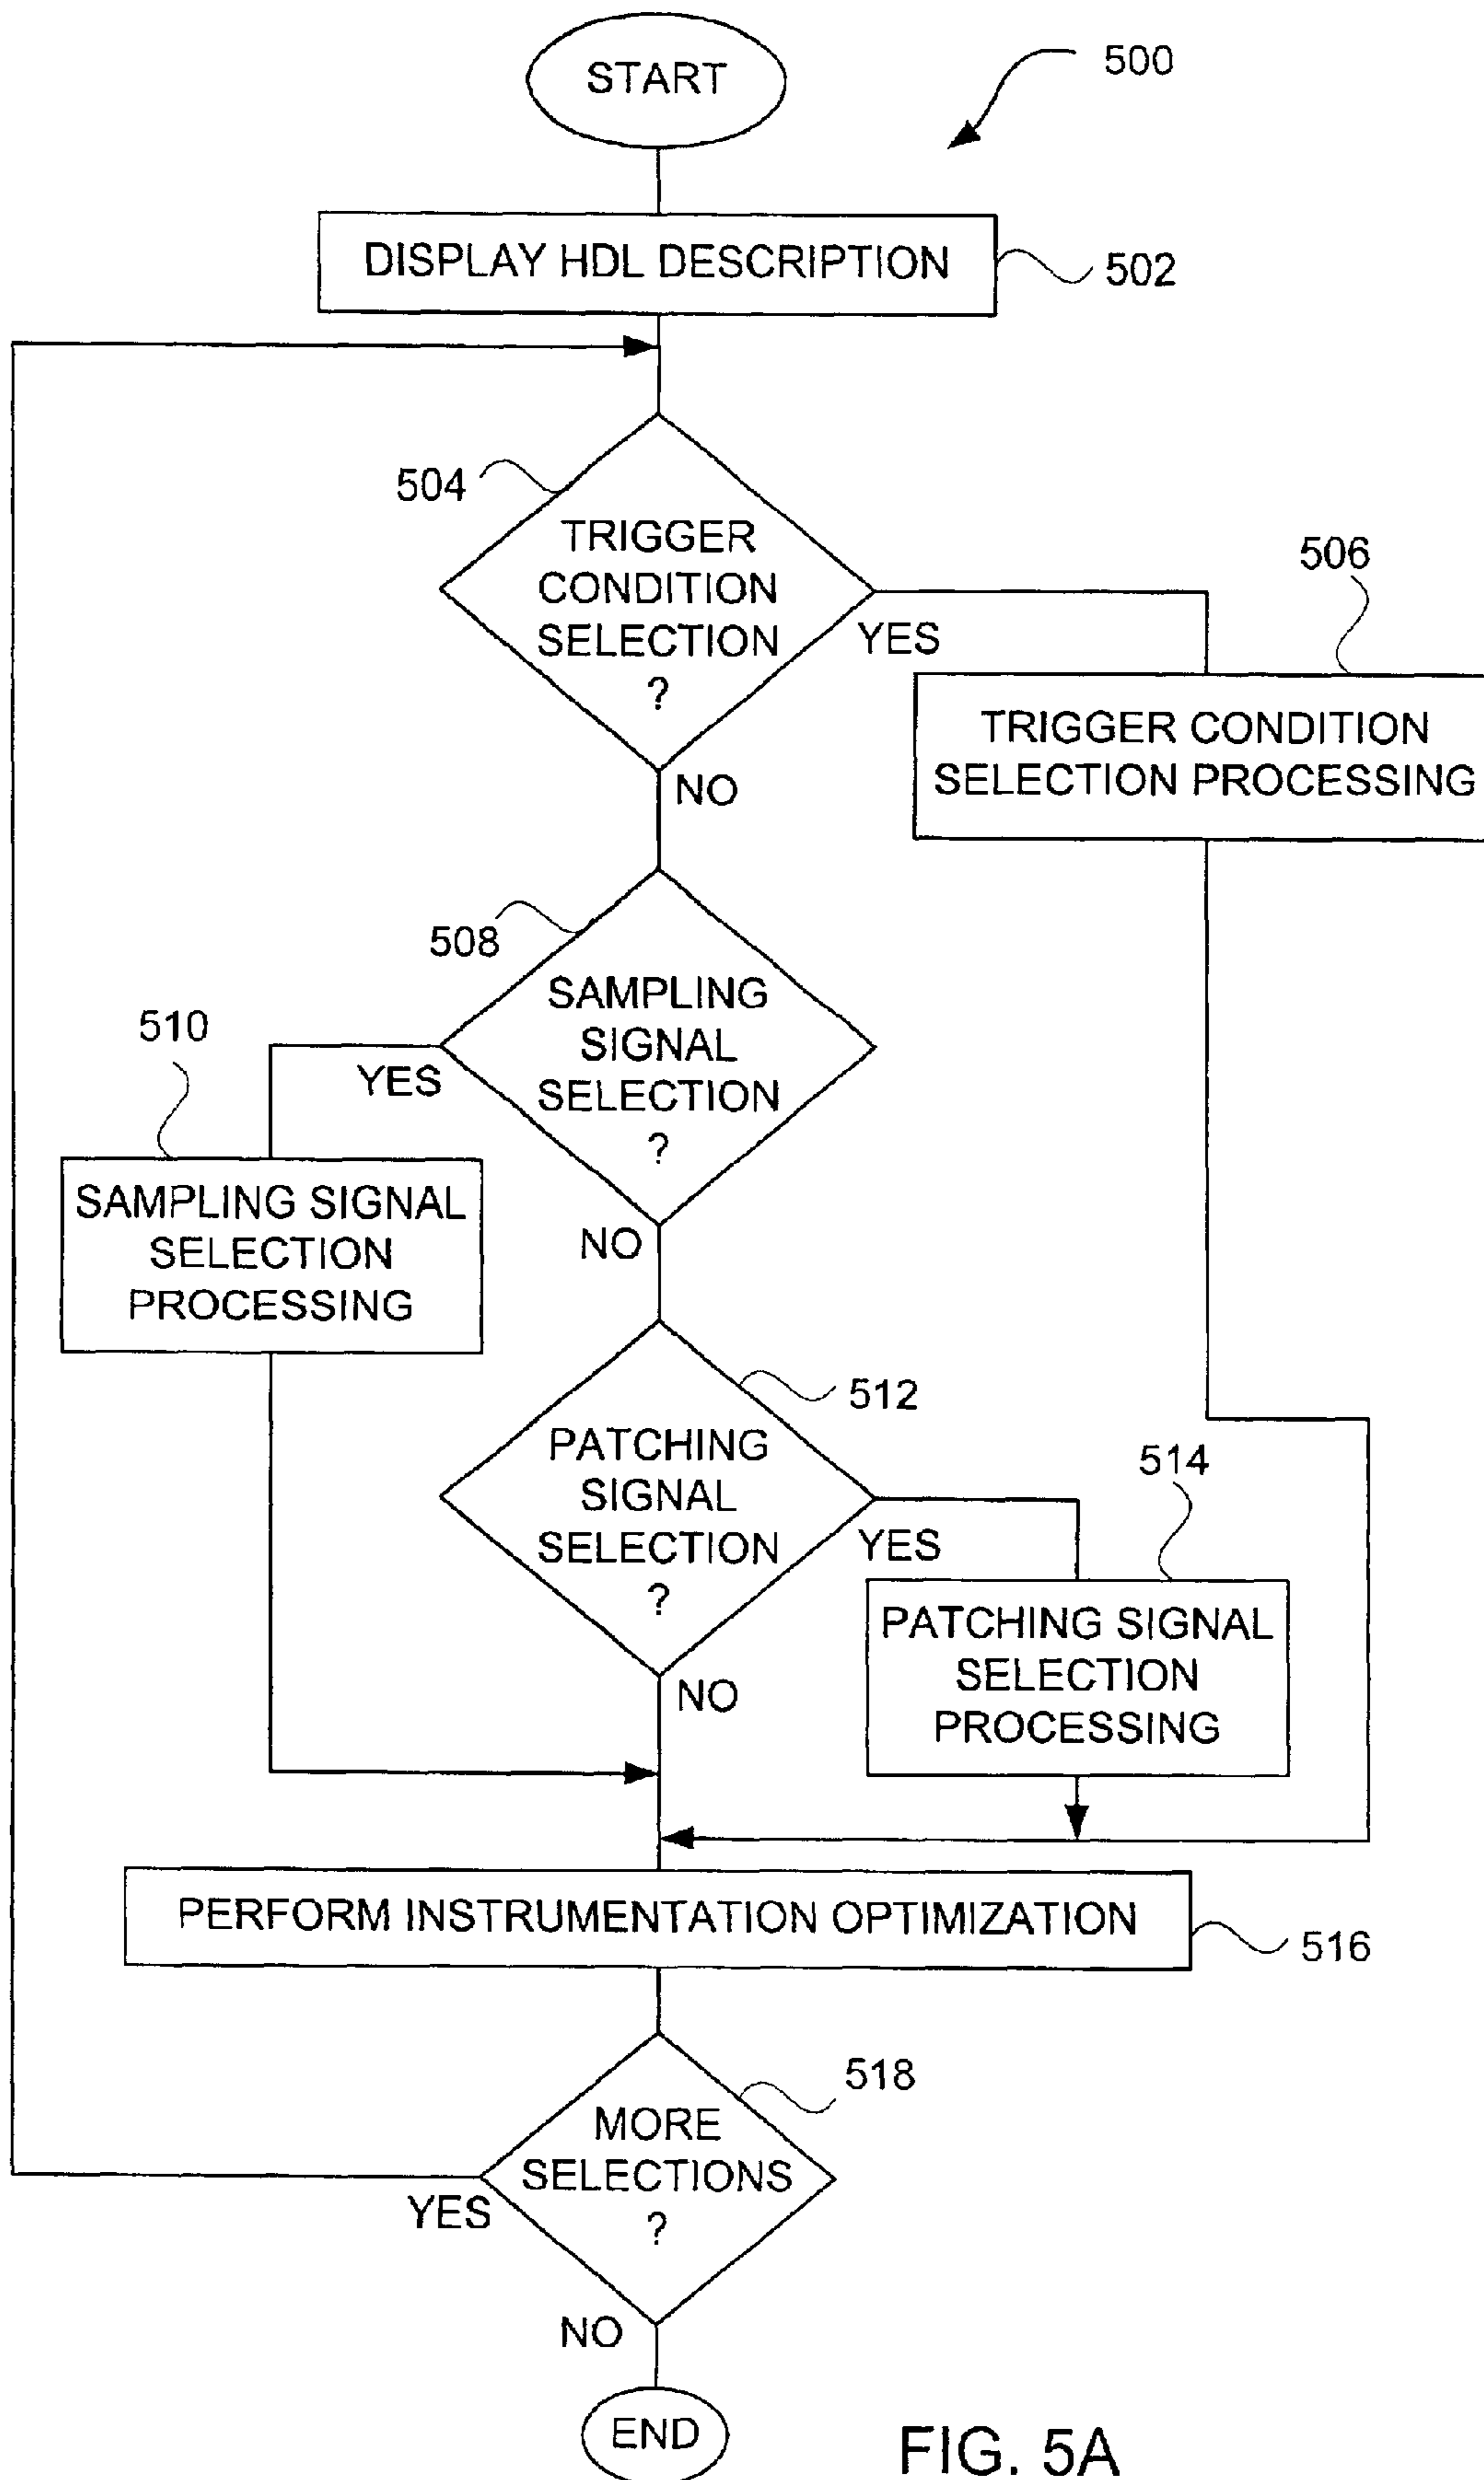 START
500
DISPLAY HDL DESCRIPTION
502
504
TRIGGER
CONDITION
SELECTION
?
YES
NO
506
TRIGGER CONDITION
SELECTION PROCESSING
508
SAMPLING
SIGNAL
SELECTION
?
YES
NO
510
SAMPLING SIGNAL
SELECTION
PROCESSING
512
PATCHING
SIGNAL
SELECTION
?
YES
NO
514
PATCHING SIGNAL
SELECTION
PROCESSING
PERFORM INSTRUMENTATION OPTIMIZATION
516
518
MORE
SELECTIONS
?
YES
NO
END
FIG. 5A